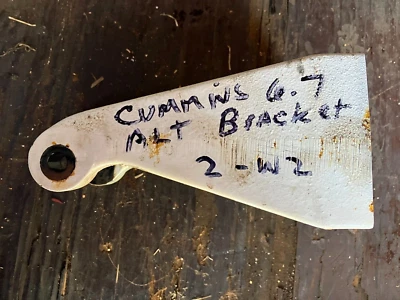 Cummins 6.7
ALT Bracket
2-W2